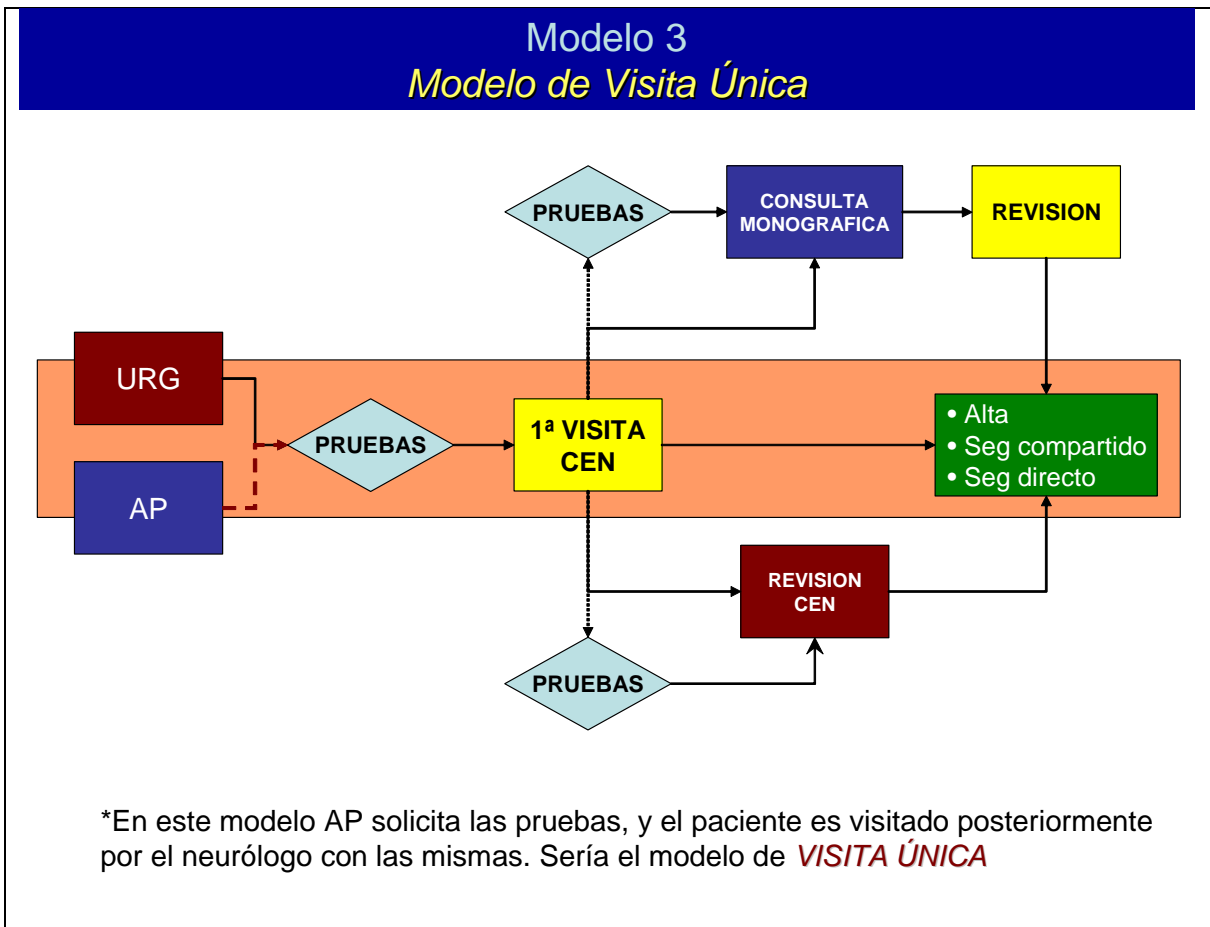 Modelo 3
Modelo de Visita Única
PRUEBAS
CONSULTA
MONOGRAFICA
REVISION
URG
PRUEBAS
1ª VISITA
CEN
• Alta
• Seg compartido
• Seg directo
AP
REVISION
CEN
PRUEBAS
*En este modelo AP solicita las pruebas, y el paciente es visitado posteriormente
por el neurólogo con las mismas. Sería el modelo de VISITA ÚNICA